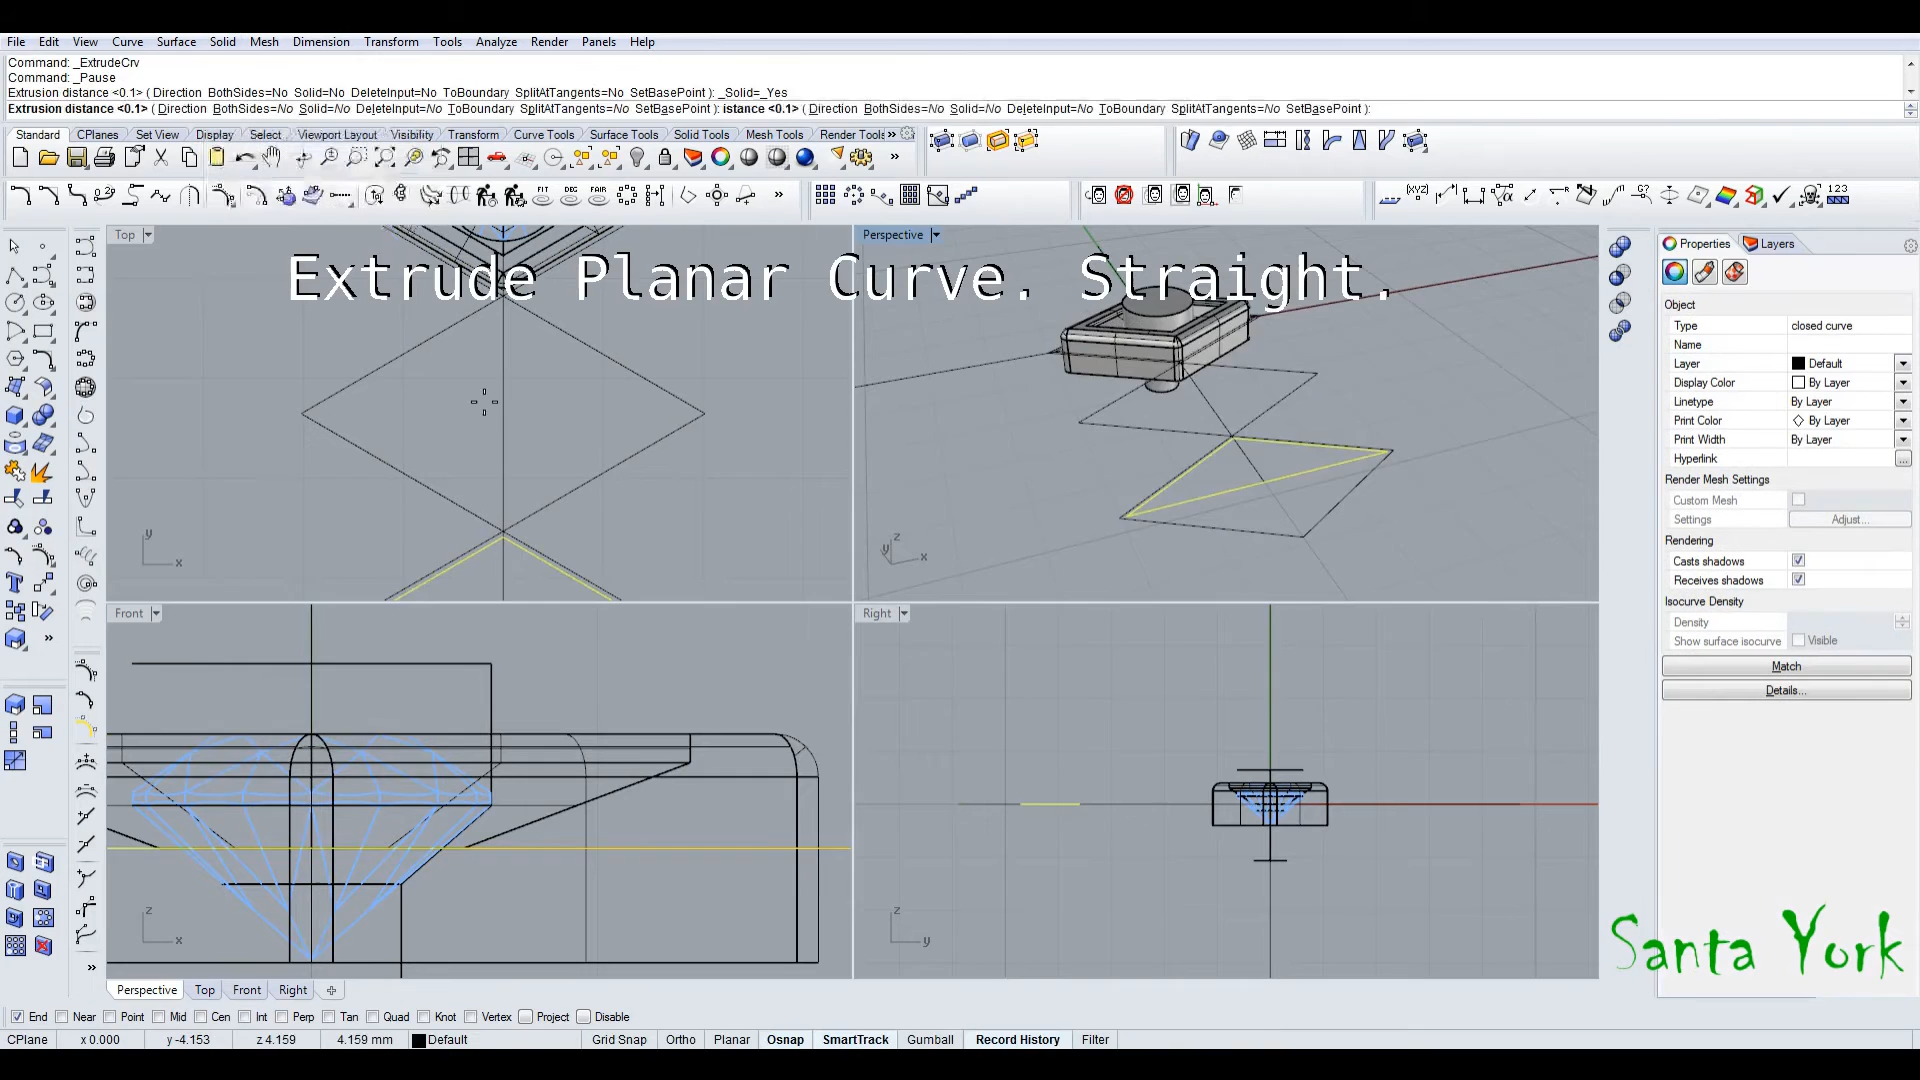 File Edit View Curve Surface Solid Mesh Dimension Transform Tools Analyze Render Panels Help
Command: _ExtrudeCrv
Command: _Pause
Extrusion distance <0.1> ( Direction BothSides=No Solid=No DeleteInput=No ToBoundary SplitAtTangents=No SetBasePoint ): _Solid=_Yes
Extrusion distance <0.1> ( Direction BothSides=No Solid=No DeleteInput=No ToBoundary SplitAtTangents=No SetBasePoint ): istance <0.1> ( Direction BothSides=No Solid=No DeleteInput=No ToBoundary SplitAtTangents=No SetBasePoint ):
Standard CPlanes Set View Display Select Viewport Layout Visibility Transform Curve Tools Surface Tools Solid Tools Mesh Tools Render Tools »
FIT DEG FAIR XYZ G? 123
Top
Perspective
Extrude Planar Curve. Straight.
y x
z y x
Front
Right
z x
z y
Properties Layers
Object
Type closed curve
Name
Layer Default
Display Color By Layer
Linetype By Layer
Print Color By Layer
Print Width By Layer
Hyperlink ...
Render Mesh Settings
Custom Mesh
Settings Adjust...
Rendering
Casts shadows
Receives shadows
Isocurve Density
Density
Show surface isocurve Visible
Match
Details...
Santa York
Perspective Top Front Right
End Near Point Mid Cen Int Perp Tan Quad Knot Vertex Project Disable
CPlane x 0.000 y -4.153 z 4.159 4.159 mm Default Grid Snap Ortho Planar Osnap SmartTrack Gumball Record History Filter